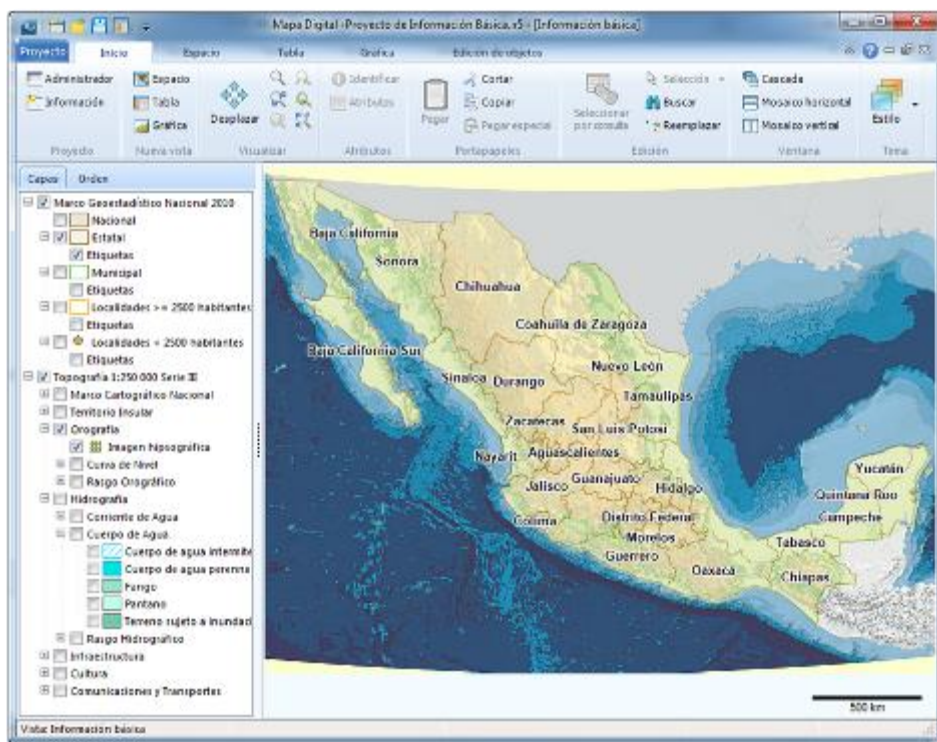 Mapa Digital -Proyecto de Información Básica.v5 - [Información básica]
Proyecto Inicio Espacio Tabla Gráfica Edición de objetos
Administrador Espacio Identificar Cortar Selección Cascada
Información Tabla Atributos Copiar Buscar Mosaico horizontal
Gráfica Desplazar Pegar Pegar especial Seleccionar por consulta Reemplazar Mosaico vertical Estilo
Proyecto Nueva vista Visualizar Atributos Portapapeles Edición Ventana Tema
Capas Orden
Marco Geoestadístico Nacional 2010
Nacional
Estatal
Etiquetas
Municipal
Etiquetas
Localidades >= 2500 habitantes
Etiquetas
Localidades < 2500 habitantes
Etiquetas
Topografía 1:250 000 Serie III
Marco Cartográfico Nacional
Territorio Insular
Orografía
Imagen hipsográfica
Curva de Nivel
Rasgo Orográfico
Hidrografía
Corriente de Agua
Cuerpo de Agua
Cuerpo de agua intermite
Cuerpo de agua perenne
Fango
Pantano
Terreno sujeto a inundaci
Rasgo Hidrográfico
Infraestructura
Cultura
Comunicaciones y Transportes
Baja California
Sonora
Chihuahua
Coahuila de Zaragoza
Baja California Sur
Nuevo León
Sinaloa Durango
Tamaulipas
Zacatecas San Luis Potosí
Nayarit Aguascalientes
Yucatán
Jalisco Guanajuato Hidalgo
Quintana Roo
Colima Distrito Federal Campeche
Morelos
Tabasco
Guerrero
Oaxaca Chiapas
500 km
Vista: Información básica